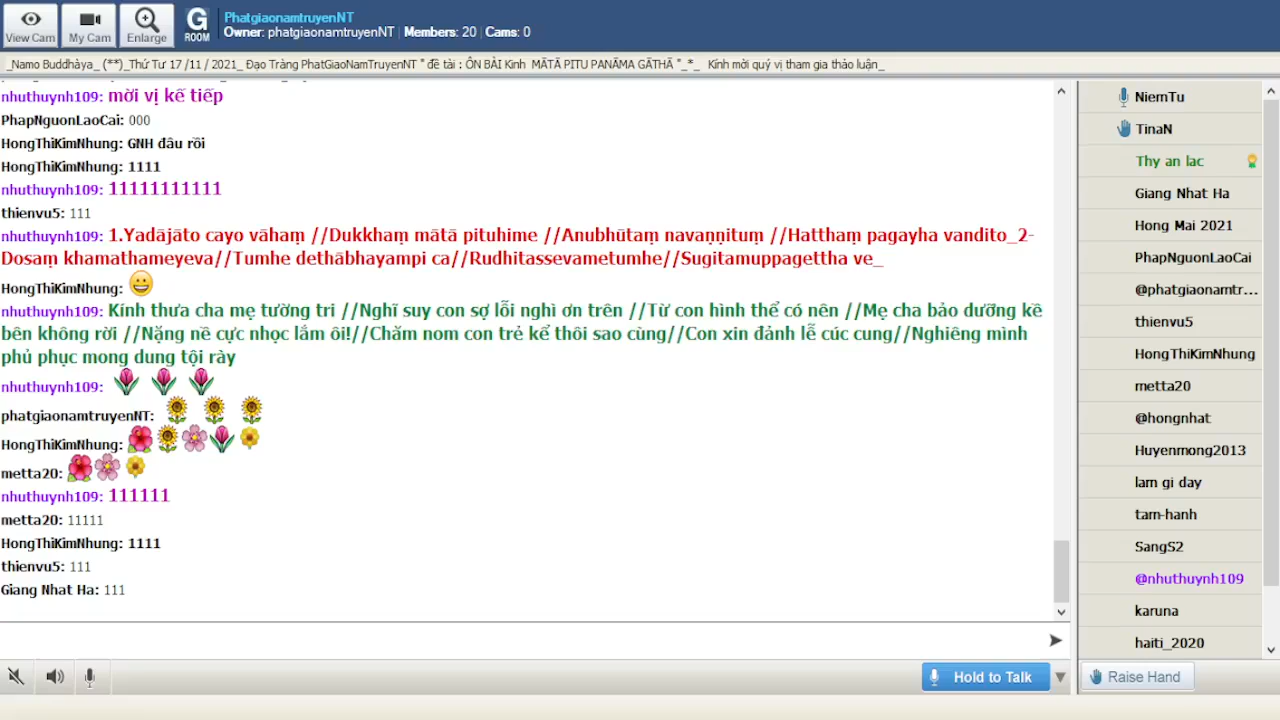 View Cam
My Cam
Enlarge
G
ROOM
PhatgiaonamtruyenNT
Owner: phatgiaonamtruyenNT | Members: 20 | Cams: 0
_Namo Buddhàya_ (**)_Thứ Tư 17 /11 / 2021_ Đạo Tràng PhatGiaoNamTruyenNT " đề tài : ÔN BÀI Kinh MĀTĀ PITU PANĀMA GĀTHĀ "_*_ Kính mời quý vị tham gia thảo luận_
nhuthuynh109: mời vị kế tiếp
PhapNguonLaoCai: 000
HongThiKimNhung: GNH đâu rồi
HongThiKimNhung: 1111
nhuthuynh109: 11111111111
thienvu5: 111
nhuthuynh109: 1.Yadājāto cayo vāhaṃ //Dukkhaṃ mātā pituhime //Anubhūtaṃ navaṇṇituṃ //Hatthaṃ pagayha vandito_2-
Dosaṃ khamathameyeva//Tumhe dethābhayampi ca//Rudhitassevametumhe//Sugitamuppagettha ve_
HongThiKimNhung:
nhuthuynh109: Kính thưa cha mẹ tường tri //Nghĩ suy con sợ lỗi nghì ơn trên //Từ con hình thể có nên //Mẹ cha bảo dưỡng kề
bên không rời //Nặng nề cực nhọc lắm ôi!//Chăm nom con trẻ kể thôi sao cùng//Con xin đảnh lễ cúc cung//Nghiêng mình
phủ phục mong dung tội rày
nhuthuynh109:
phatgiaonamtruyenNT:
HongThiKimNhung:
metta20:
nhuthuynh109: 111111
metta20: 11111
HongThiKimNhung: 1111
thienvu5: 111
Giang Nhat Ha: 111
NiemTu
TinaN
Thy an lac
Giang Nhat Ha
Hong Mai 2021
PhapNguonLaoCai
@phatgiaonamtr...
thienvu5
HongThiKimNhung
metta20
@hongnhat
Huyenmong2013
lam gi day
tam-hanh
SangS2
@nhuthuynh109
karuna
haiti_2020
Hold to Talk
Raise Hand